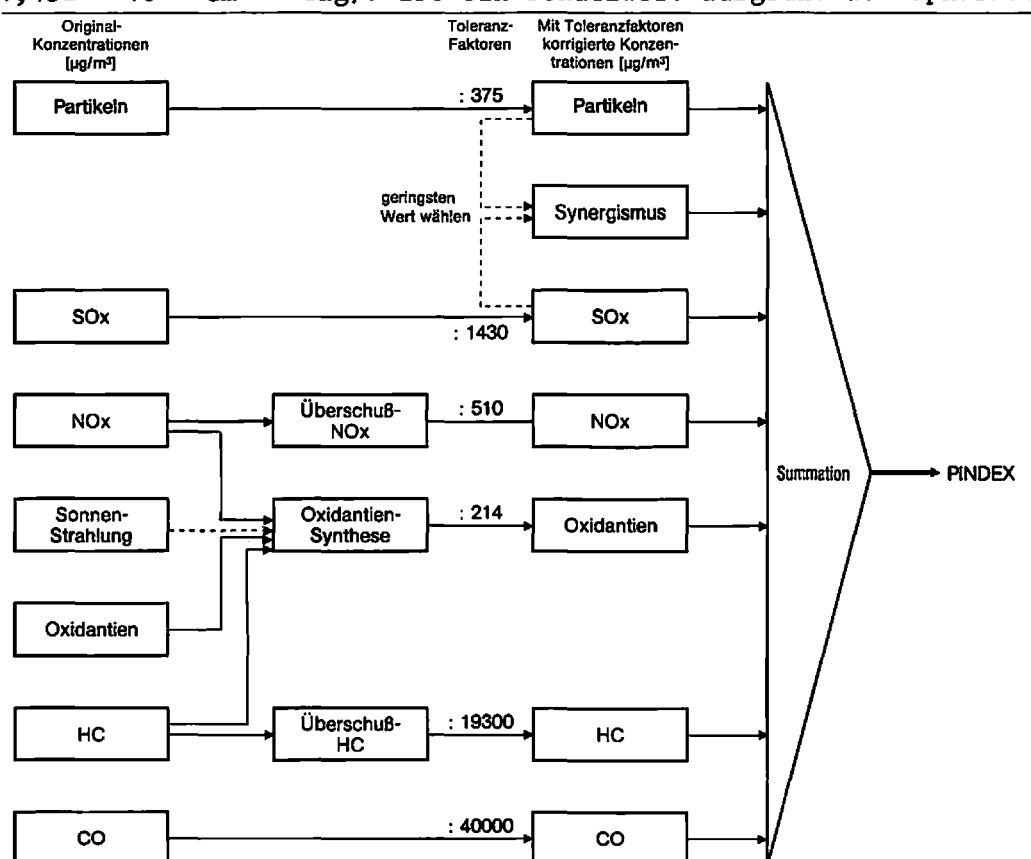 Original-
Konzentrationen
[µg/m³]
Toleranz-
Faktoren
Mit Toleranzfaktoren
korrigierte Konzen-
trationen [µg/m³]
Partikeln
: 375
Partikeln
geringsten
Wert wählen
Synergismus
SOx
: 1430
SOx
NOx
Überschuß-
NOx
: 510
NOx
Summation
PINDEX
Sonnen-
Strahlung
Oxidantien-
Synthese
: 214
Oxidantien
Oxidantien
HC
Überschuß-
HC
: 19300
HC
CO
: 40000
CO